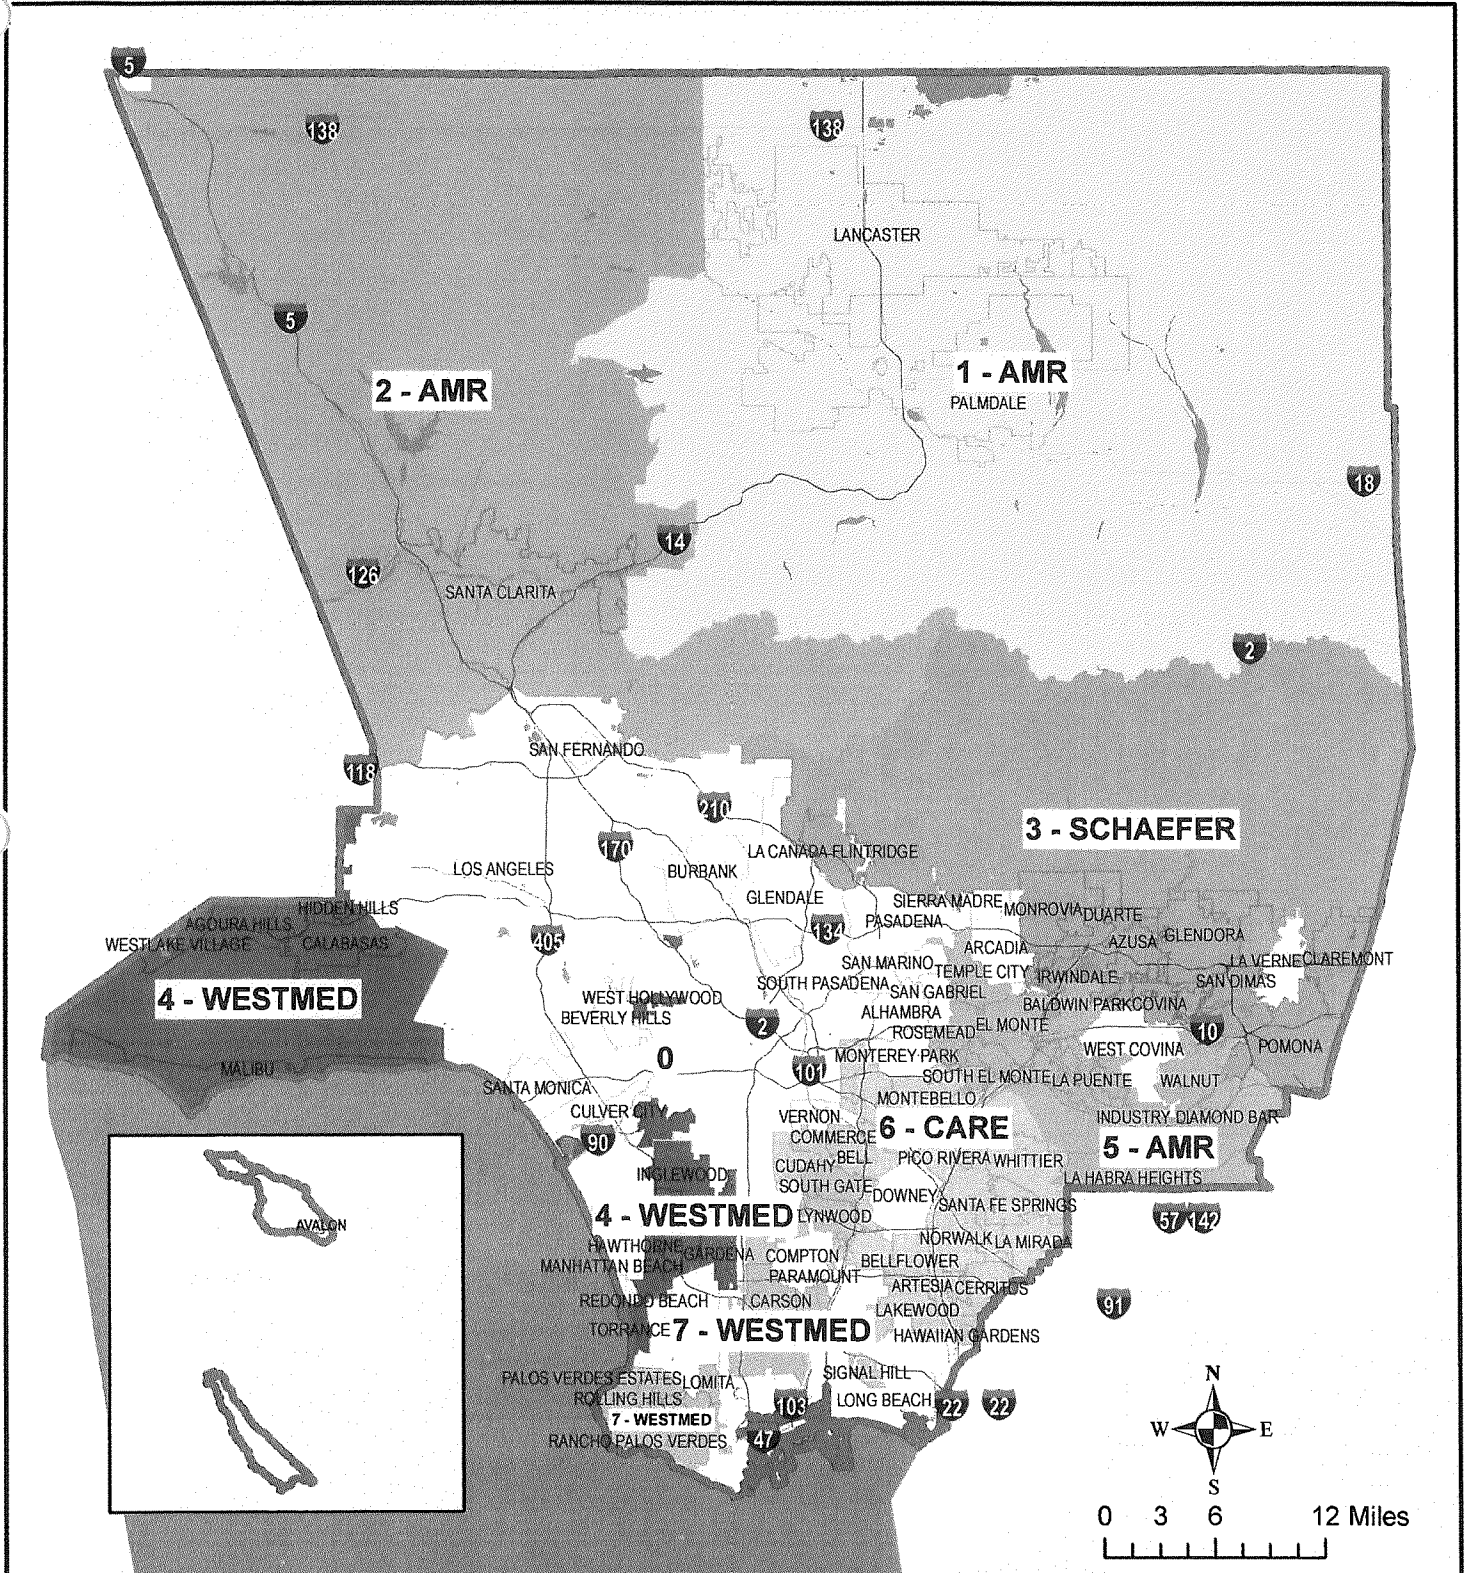 5
138
138
LANCASTER
5
1 - AMR
2 - AMR
PALMDALE
18
14
126
SANTA CLARITA
2
SAN FERNANDO
118
210
3 - SCHAEFER
170
LA CANADA-FLINTRIDGE
LOS ANGELES
BURBANK
GLENDALE
SIERRA MADRE
HIDDEN HILLS
MONROVIA
DUARTE
AGOURA HILLS
PASADENA
134
GLENDORA
WESTLAKE VILLAGE
CALABASAS
405
ARCADIA
AZUSA
SAN MARINO
LA VERNE
CLAREMONT
TEMPLE CITY
IRWINDALE
SOUTH PASADENA
SAN DIMAS
4 - WESTMED
WEST HOLLYWOOD
SAN GABRIEL
BALDWIN PARK
COVINA
BEVERLY HILLS
ALHAMBRA
2
ROSEMEAD
EL MONTE
10
0
MONTEREY PARK
WEST COVINA
POMONA
MALIBU
101
SOUTH EL MONTE
LA PUENTE
WALNUT
SANTA MONICA
MONTEBELLO
CULVER CITY
VERNON
INDUSTRY
DIAMOND BAR
90
COMMERCE
6 - CARE
5 - AMR
BELL
PICO RIVERA
WHITTIER
CUDAHY
INGLEWOOD
LA HABRA HEIGHTS
SOUTH GATE
DOWNEY
SANTA FE SPRINGS
4 - WESTMED
LYNWOOD
57
142
AVALON
NORWALK
LA MIRADA
HAWTHORNE
GARDENA
COMPTON
BELLFLOWER
MANHATTAN BEACH
PARAMOUNT
ARTESIA
CERRITOS
REDONDO BEACH
CARSON
91
LAKEWOOD
TORRANCE
7 - WESTMED
HAWAIIAN GARDENS
SIGNAL HILL
PALOS VERDES ESTATES
LOMITA
ROLLING HILLS
103
LONG BEACH
22
22
7 - WESTMED
RANCHO PALOS VERDES
47
N
W
E
S
0 3 6 12 Miles